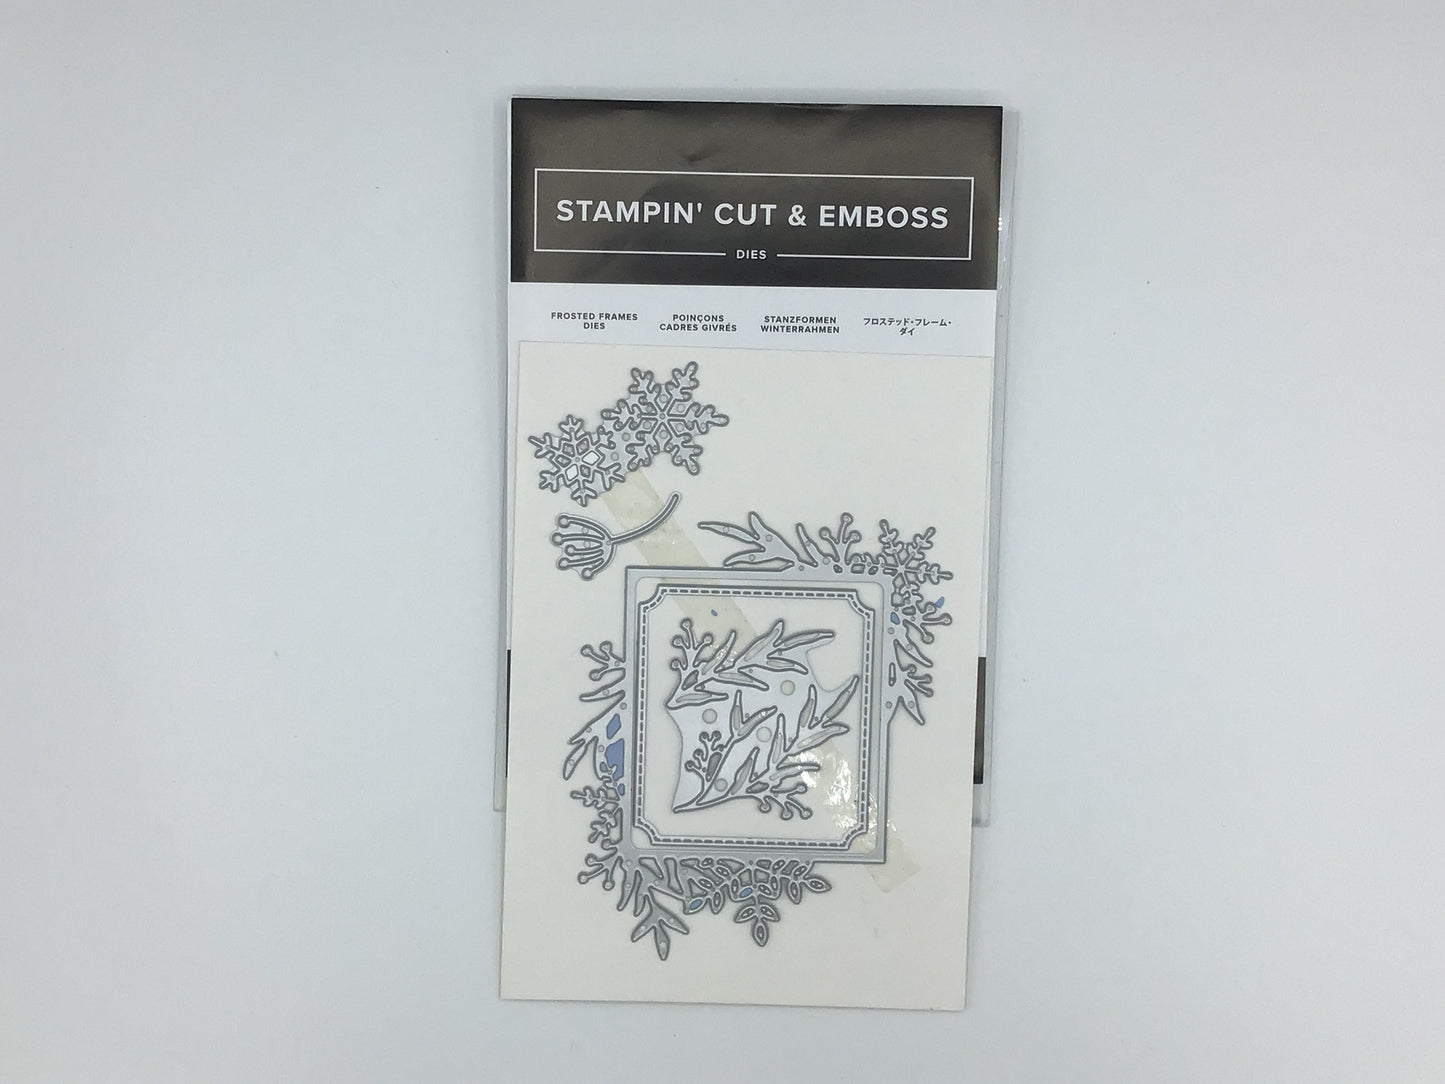 STAMPIN' CUT & EMBOSS
DIES
FROSTED FRAMES
DIES
POINÇONS
CADRES GIVRÉS
STANZFORMEN
WINTERRAHMEN
フロステッド・フレーム・
ダイ